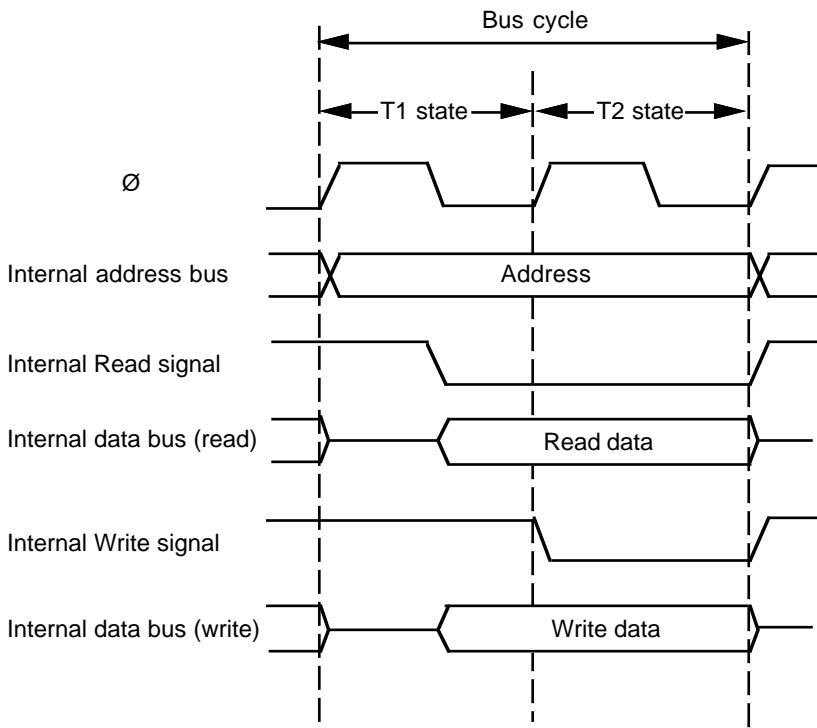 Bus cycle
T1 state
T2 state
Ø
Internal address bus
Address
Internal Read signal
Internal data bus (read)
Read data
Internal Write signal
Internal data bus (write)
Write data